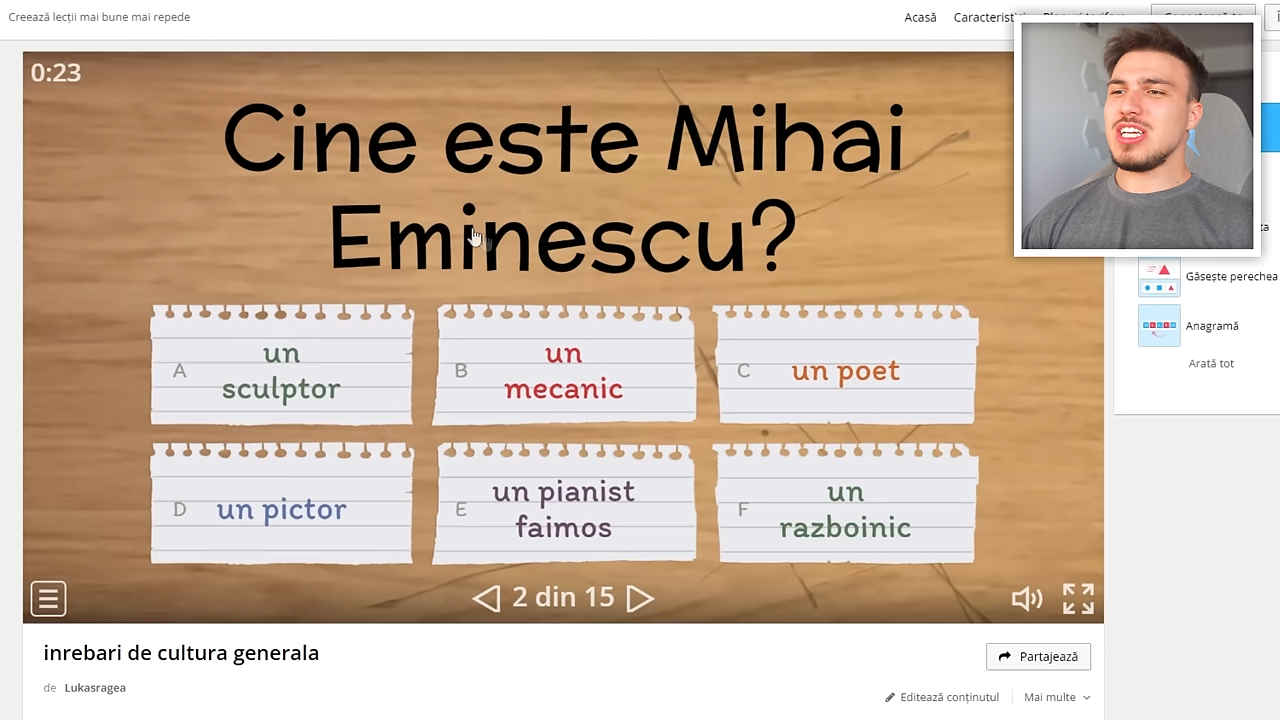 Creează lecții mai bune mai repede
Acasă
0:23
Cine este Mihai
Eminescu?
A
un
sculptor
B
un
mecanic
C
un poet
D
un pictor
E
un pianist
faimos
F
un
razboinic
2 din 15
Găsește perechea
Anagramă
Arată tot
inrebari de cultura generala
Partajează
de Lukasragea
Editează conținutul
Mai multe